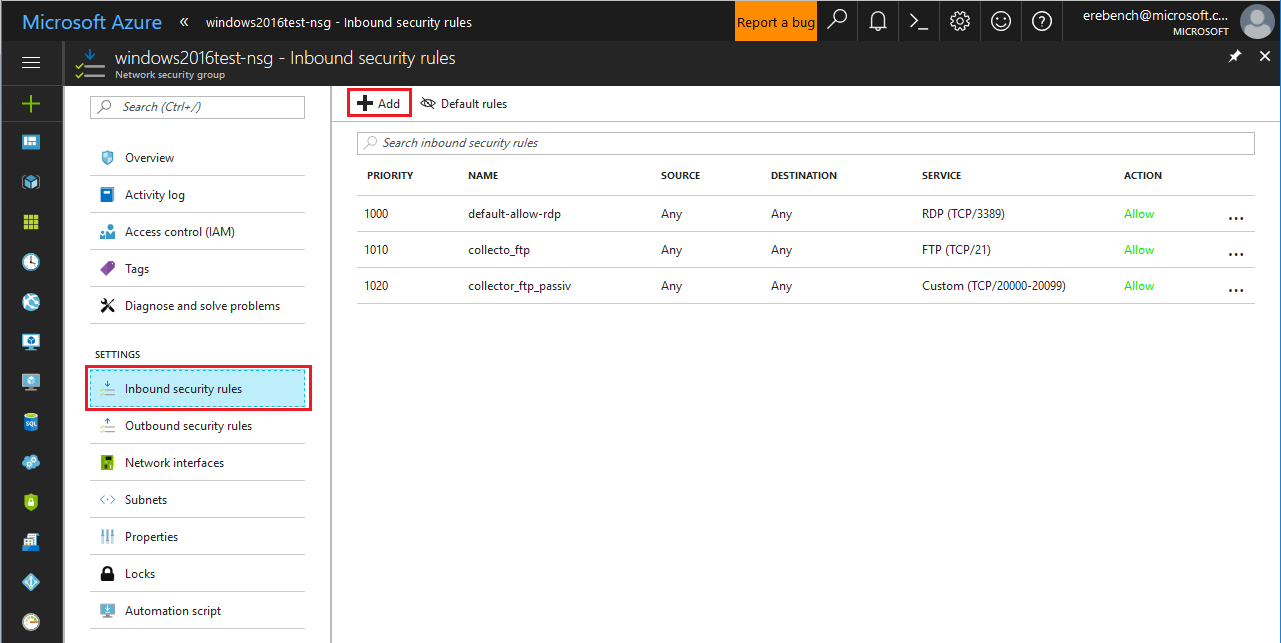 Microsoft Azure « windows2016test-nsg - Inbound security rules Report a bug erebench@microsoft.c...
MICROSOFT
windows2016test-nsg - Inbound security rules
Network security group
Search (Ctrl+/)
Overview
Activity log
Access control (IAM)
Tags
Diagnose and solve problems
SETTINGS
Inbound security rules
Outbound security rules
Network interfaces
Subnets
Properties
Locks
Automation script
Add Default rules
Search inbound security rules
PRIORITY NAME SOURCE DESTINATION SERVICE ACTION
1000 default-allow-rdp Any Any RDP (TCP/3389) Allow ...
1010 collecto_ftp Any Any FTP (TCP/21) Allow ...
1020 collector_ftp_passiv Any Any Custom (TCP/20000-20099) Allow ...
SQL